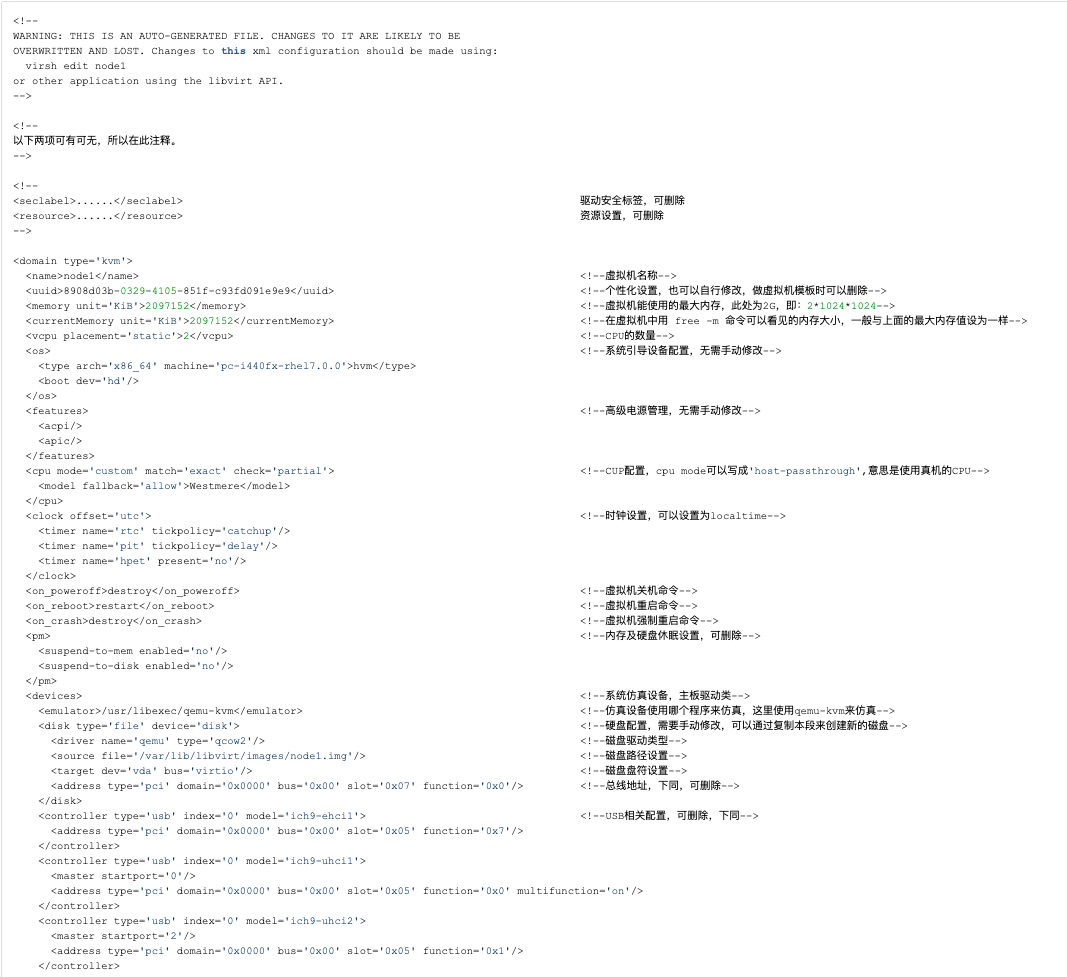 <!--
WARNING: THIS IS AN AUTO-GENERATED FILE. CHANGES TO IT ARE LIKELY TO BE
OVERWRITTEN AND LOST. Changes to this xml configuration should be made using:
  virsh edit node1
or other application using the libvirt API.
-->

<!--
以下两项可有可无，所以在此注释。
-->

<!--
<seclabel>......</seclabel> 驱动安全标签，可删除
<resource>......</resource> 资源设置，可删除
-->

<domain type='kvm'>
  <name>node1</name> <!--虚拟机名称-->
  <uuid>8908d03b-0329-4105-851f-c93fd091e9e9</uuid> <!--个性化设置，也可以自行修改，做虚拟机模板时可以删除-->
  <memory unit='KiB'>2097152</memory> <!--虚拟机能使用的最大内存，此处为2G，即：2*1024*1024-->
  <currentMemory unit='KiB'>2097152</currentMemory> <!--在虚拟机中用 free -m 命令可以看见的内存大小，一般与上面的最大内存值设为一样-->
  <vcpu placement='static'>2</vcpu> <!--CPU的数量-->
  <os> <!--系统引导设备配置，无需手动修改-->
    <type arch='x86_64' machine='pc-i440fx-rhel7.0.0'>hvm</type>
    <boot dev='hd'/>
  </os>
  <features> <!--高级电源管理，无需手动修改-->
    <acpi/>
    <apic/>
  </features>
  <cpu mode='custom' match='exact' check='partial'> <!--CUP配置，cpu mode可以写成'host-passthrough',意思是使用真机的CPU-->
    <model fallback='allow'>Westmere</model>
  </cpu>
  <clock offset='utc'> <!--时钟设置，可以设置为localtime-->
    <timer name='rtc' tickpolicy='catchup'/>
    <timer name='pit' tickpolicy='delay'/>
    <timer name='hpet' present='no'/>
  </clock>
  <on_poweroff>destroy</on_poweroff> <!--虚拟机关机命令-->
  <on_reboot>restart</on_reboot> <!--虚拟机重启命令-->
  <on_crash>destroy</on_crash> <!--虚拟机强制重启命令-->
  <pm> <!--内存及硬盘休眠设置，可删除-->
    <suspend-to-mem enabled='no'/>
    <suspend-to-disk enabled='no'/>
  </pm>
  <devices> <!--系统仿真设备，主板驱动类-->
    <emulator>/usr/libexec/qemu-kvm</emulator> <!--仿真设备使用哪个程序来仿真，这里使用qemu-kvm来仿真-->
    <disk type='file' device='disk'> <!--硬盘配置，需要手动修改，可以通过复制本段来创建新的磁盘-->
      <driver name='qemu' type='qcow2'/> <!--磁盘驱动类型-->
      <source file='/var/lib/libvirt/images/node1.img'/> <!--磁盘路径设置-->
      <target dev='vda' bus='virtio'/> <!--磁盘盘符设置-->
      <address type='pci' domain='0x0000' bus='0x00' slot='0x07' function='0x0'/> <!--总线地址，下同，可删除-->
    </disk>
    <controller type='usb' index='0' model='ich9-ehci1'> <!--USB相关配置，可删除，下同-->
      <address type='pci' domain='0x0000' bus='0x00' slot='0x05' function='0x7'/>
    </controller>
    <controller type='usb' index='0' model='ich9-uhci1'>
      <master startport='0'/>
      <address type='pci' domain='0x0000' bus='0x00' slot='0x05' function='0x0' multifunction='on'/>
    </controller>
    <controller type='usb' index='0' model='ich9-uhci2'>
      <master startport='2'/>
      <address type='pci' domain='0x0000' bus='0x00' slot='0x05' function='0x1'/>
    </controller>